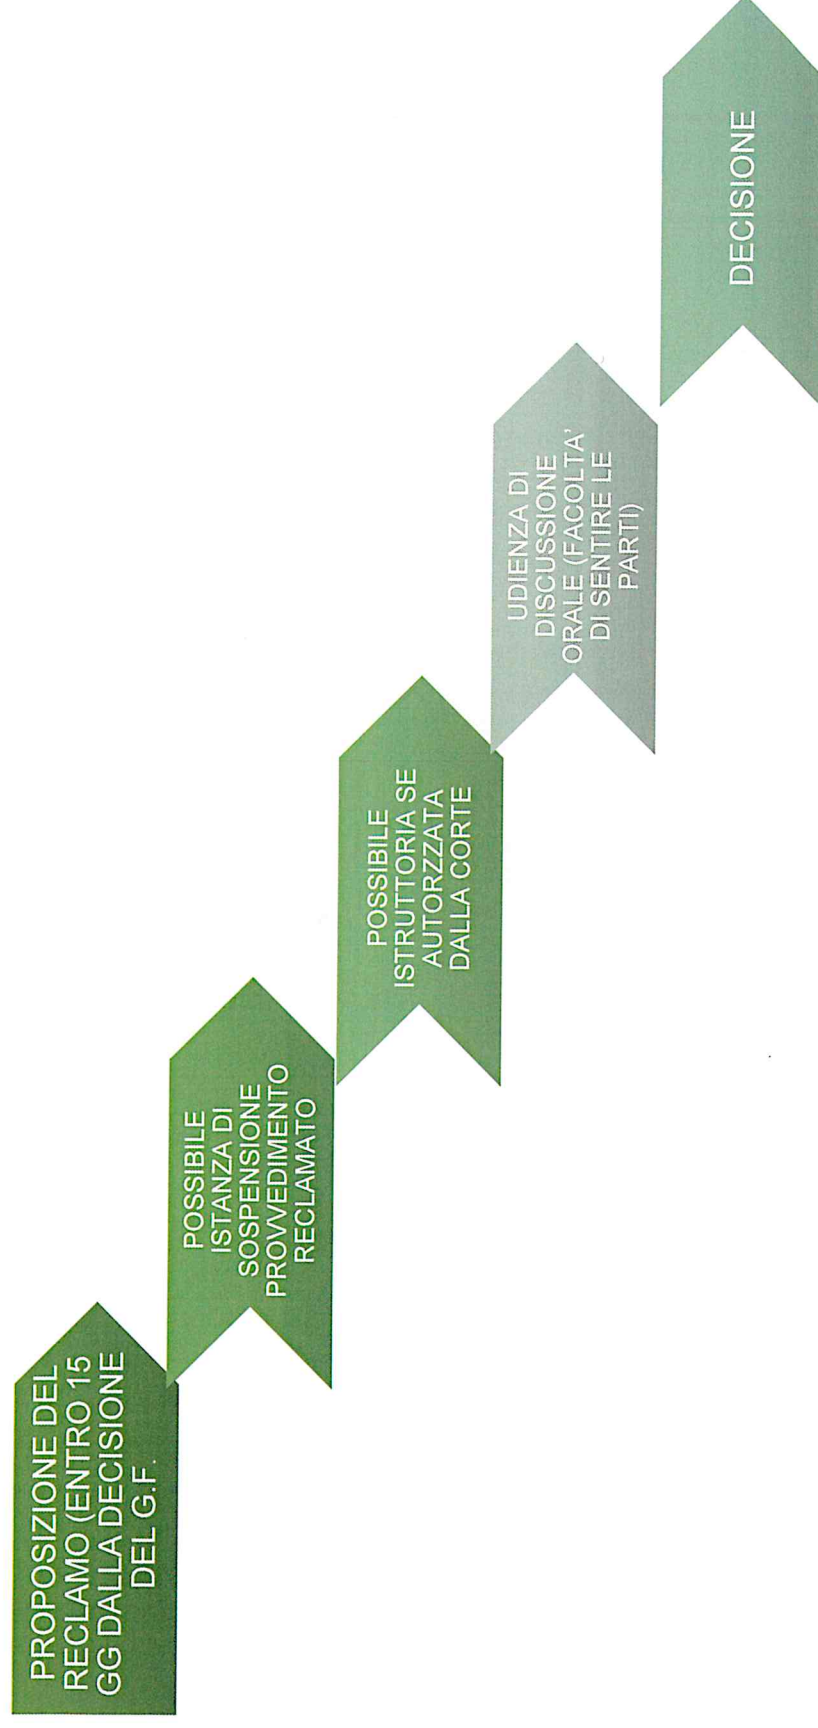 PROPOSIZIONE DEL
RECLAMO (ENTRO 15
GG DALLA DECISIONE
DEL G.F.
POSSIBILE
ISTANZA DI
SOSPENSIONE
PROVVEDIMENTO
RECLAMATO
POSSIBILE
ISTRUTTORIA SE
AUTORZZATA
DALLA CORTE
UDIENZA DI
DISCUSSIONE
ORALE (FACOLTA'
DI SENTIRE LE
PARTI)
DECISIONE